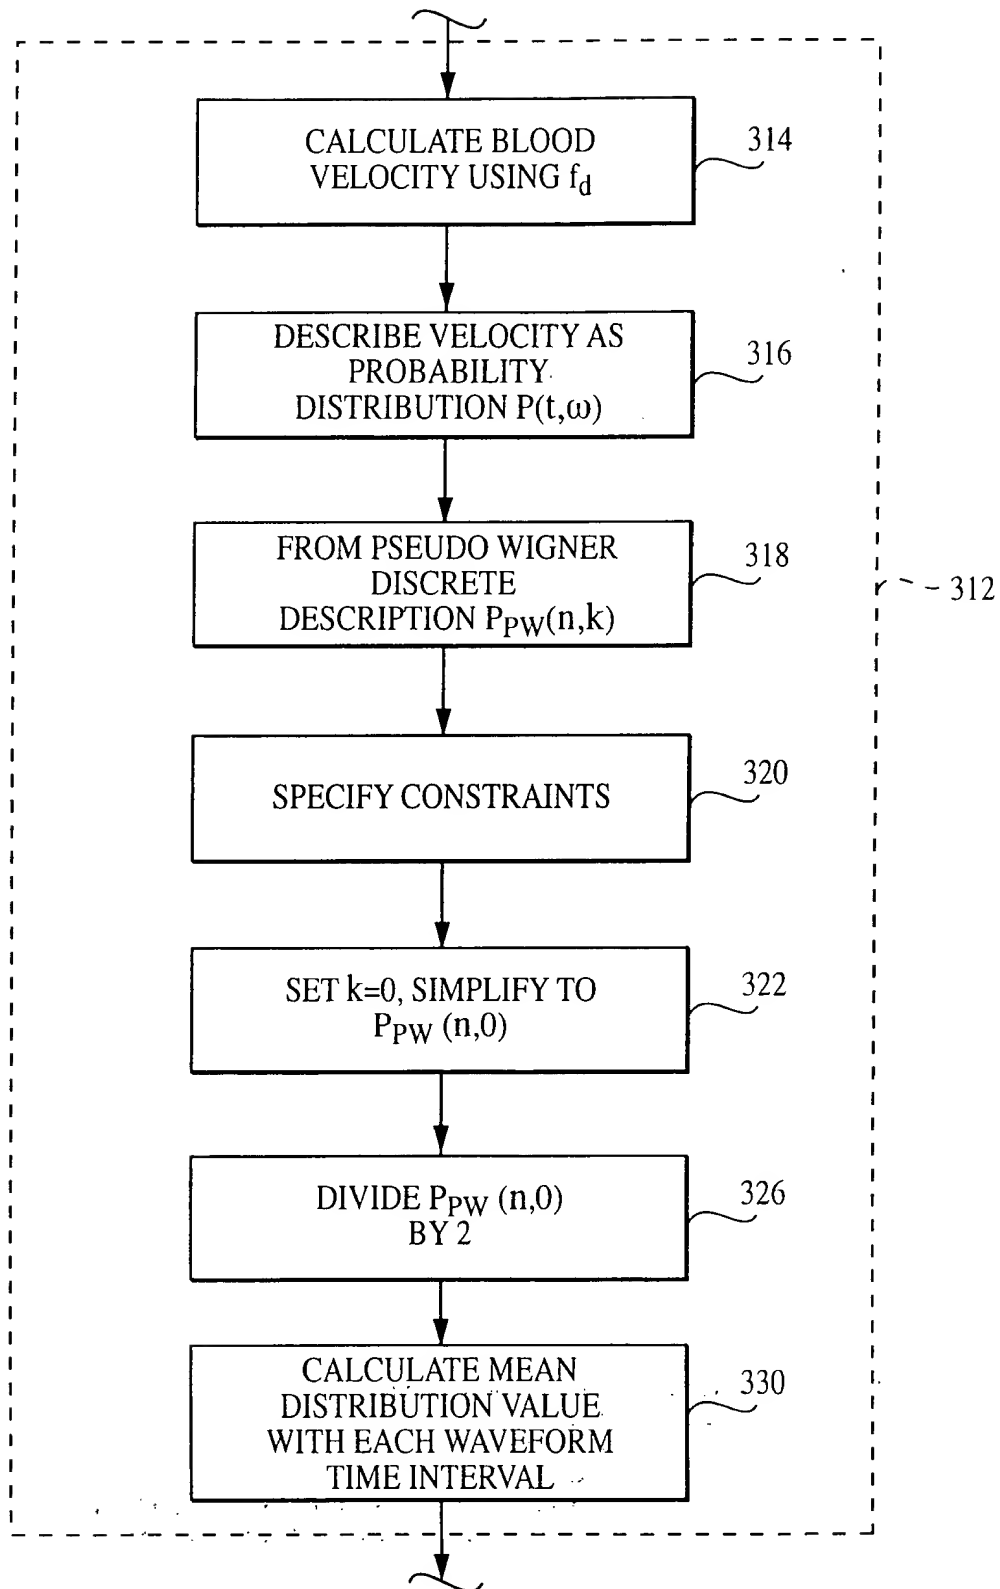 CALCULATE BLOOD
VELOCITY USING fd
314
DESCRIBE VELOCITY AS
PROBABILITY
DISTRIBUTION P(t,ω)
316
FROM PSEUDO WIGNER
DISCRETE
DESCRIPTION PPW(n,k)
318
312
SPECIFY CONSTRAINTS
320
SET k=0, SIMPLIFY TO
PPW (n,0)
322
DIVIDE PPW (n,0)
BY 2
326
CALCULATE MEAN
DISTRIBUTION VALUE
WITH EACH WAVEFORM
TIME INTERVAL
330